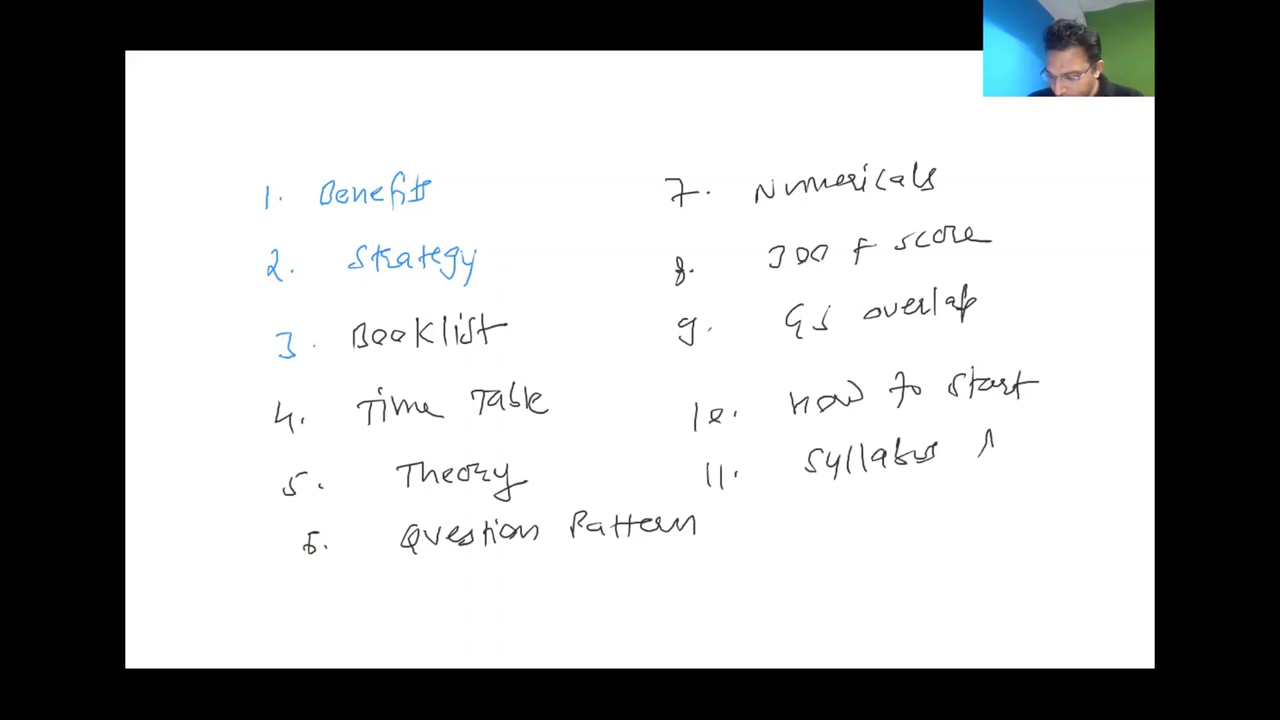 1. Benefits
2. Strategy
3. Booklist
4. Time Table
5. Theory
6. Question Pattern
7. Numericals
8. 300 + score
9. GS overlap
10. How to start
11. Syllabus